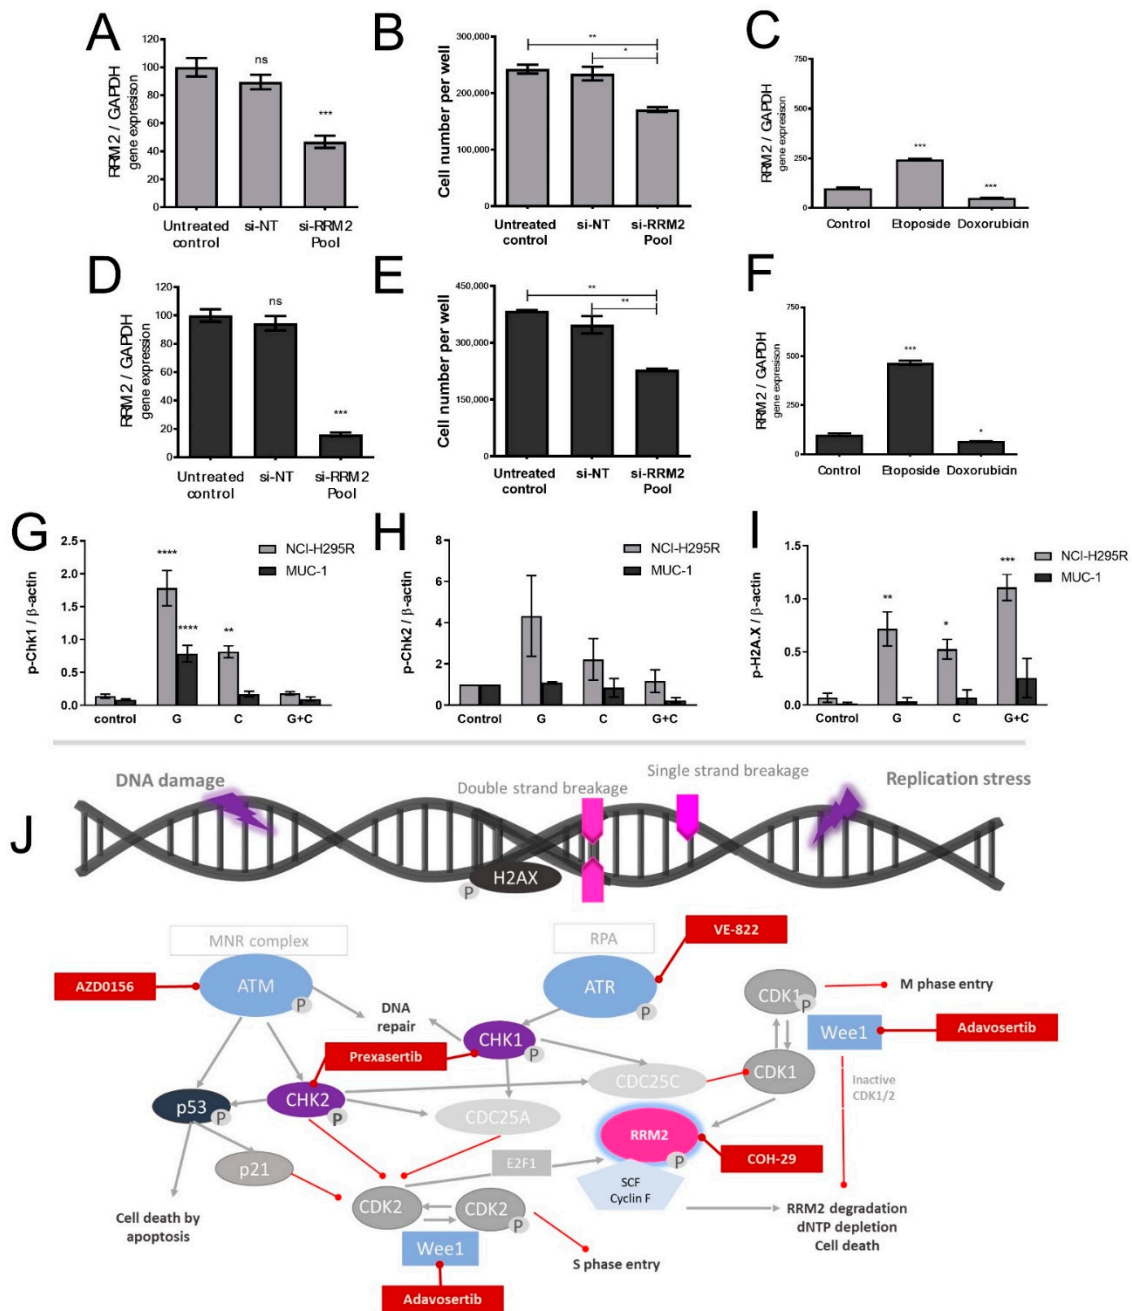 A
RRM2 / GAPDH
gene expression
120
100
80
60
40
20
0
ns
***
Untreated
control
si-NT
si-RRM2
Pool
B
Cell number per well
300,000
200,000
100,000
0
**
*
Untreated
control
si-NT
si-RRM2
Pool
C
RRM2 / GAPDH
gene expresison
750
500
250
0
***
***
Control
Etoposide
Doxorubicin
D
RRM2 / GAPDH
gene expression
120
100
80
60
40
20
0
ns
***
Untreated
control
si-NT
si-RRM2
Pool
E
Cell number per well
450,000
300,000
150,000
0
**
**
Untreated
control
si-NT
si-RRM2
Pool
F
RRM2 / GAPDH
gene expresison
750
500
250
0
***
*
Control
Etoposide
Doxorubicin
G
p-Chk1 / β-actin
2.5
2.0
1.5
1.0
0.5
0.0
****
****
**
NCI-H295R
MUC-1
control
G
C
G+C
H
p-Chk2 / β-actin
8
6
4
2
0
NCI-H295R
MUC-1
Control
G
C
G+C
I
p-H2A.X / β-actin
1.5
1.0
0.5
0.0
**
*
***
NCI-H295R
MUC-1
Control
G
C
G+C
J
DNA damage
Double strand breakage
Single strand breakage
Replication stress
H2AX
P
MNR complex
RPA
VE-822
AZD0156
ATM
P
ATR
P
CDK1
P
M phase entry
DNA
repair
CHK1
P
Wee1
Adavosertib
Prexasertib
CDC25C
CDK1
Inactive
CDK1/2
p53
P
CHK2
P
CDC25A
RRM2
P
COH-29
p21
E2F1
SCF
Cyclin F
CDK2
CDK2
P
Cell death by
apoptosis
RRM2 degradation
dNTP depletion
Cell death
Wee1
S phase entry
Adavosertib